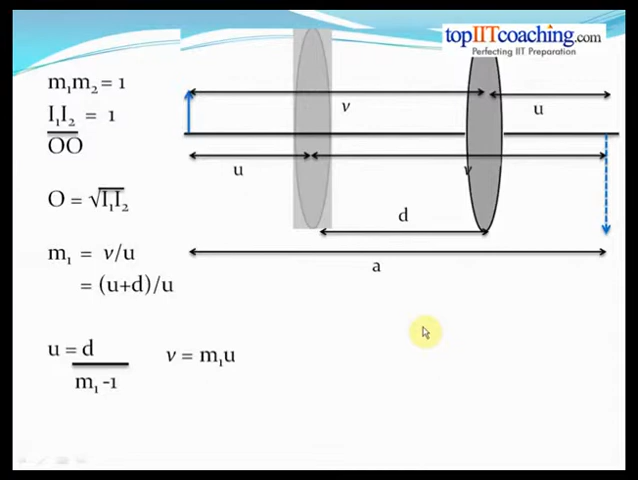 topIITcoaching.com
Perfecting IIT Preparation
m₁m₂ = 1
I₁I₂ = 1
OO
O = √I₁I₂
m₁ = v/u
= (u+d)/u
u = d
m₁ -1
v = m₁u
v
u
u
v
d
a